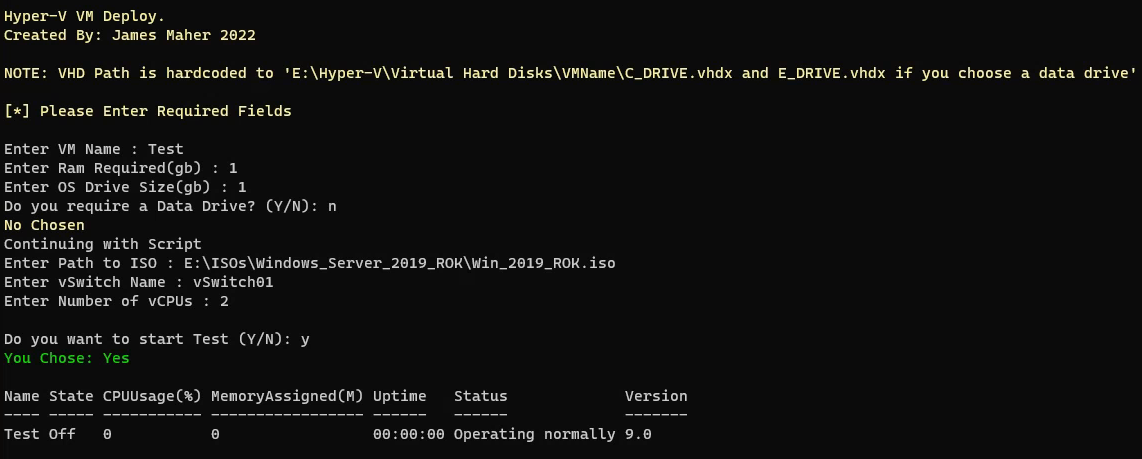 Hyper-V VM Deploy.
Created By: James Maher 2022
NOTE: VHD Path is hardcoded to 'E:\Hyper-V\Virtual Hard Disks\VMName\C_DRIVE.vhdx and E_DRIVE.vhdx if you choose a data drive'
[*] Please Enter Required Fields
Enter VM Name : Test
Enter Ram Required(gb) : 1
Enter OS Drive Size(gb) : 1
Do you require a Data Drive? (Y/N): n
No Chosen
Continuing with Script
Enter Path to ISO : E:\ISOs\Windows_Server_2019_ROK\Win_2019_ROK.iso
Enter vSwitch Name : vSwitch01
Enter Number of vCPUs : 2
Do you want to start Test (Y/N): y
You Chose: Yes
Name State CPUUsage(%) MemoryAssigned(M) Uptime   Status             Version
---- ----- ----------- ----------------- ------   ------             -------
Test Off   0           0                 00:00:00 Operating normally 9.0